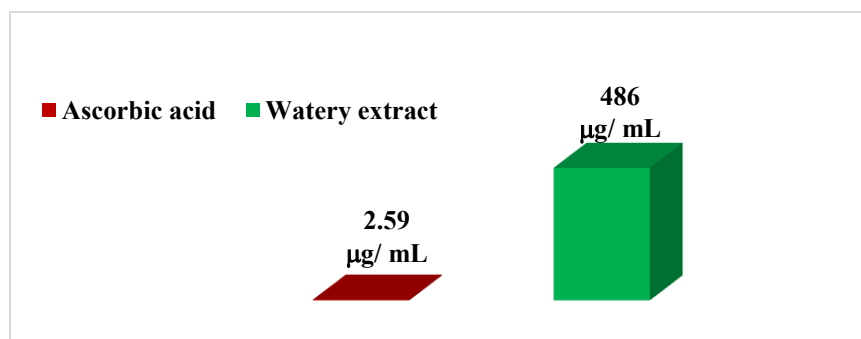 486
μg/ mL
Ascorbic acid
Watery extract
2.59
μg/ mL